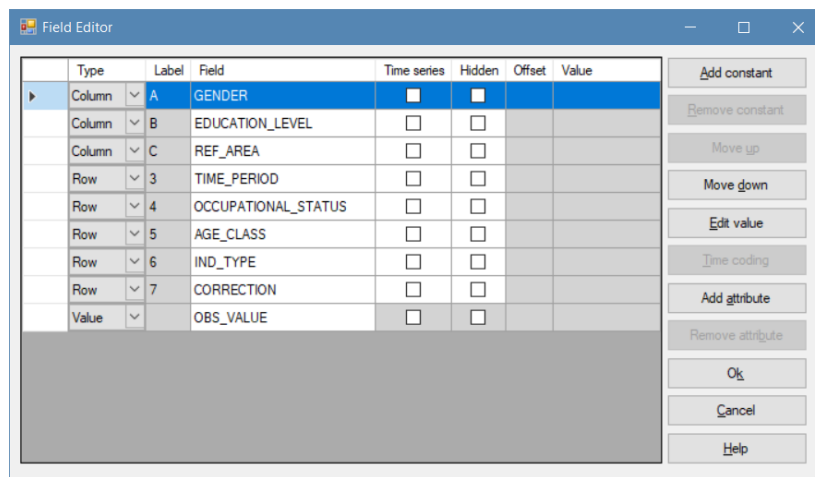 Field Editor
Type Label Field Time series Hidden Offset Value
Column A GENDER
Column B EDUCATION_LEVEL
Column C REF_AREA
Row 3 TIME_PERIOD
Row 4 OCCUPATIONAL_STATUS
Row 5 AGE_CLASS
Row 6 IND_TYPE
Row 7 CORRECTION
Value OBS_VALUE
Add constant
Remove constant
Move up
Move down
Edit value
Time coding
Add attribute
Remove attribute
Ok
Cancel
Help